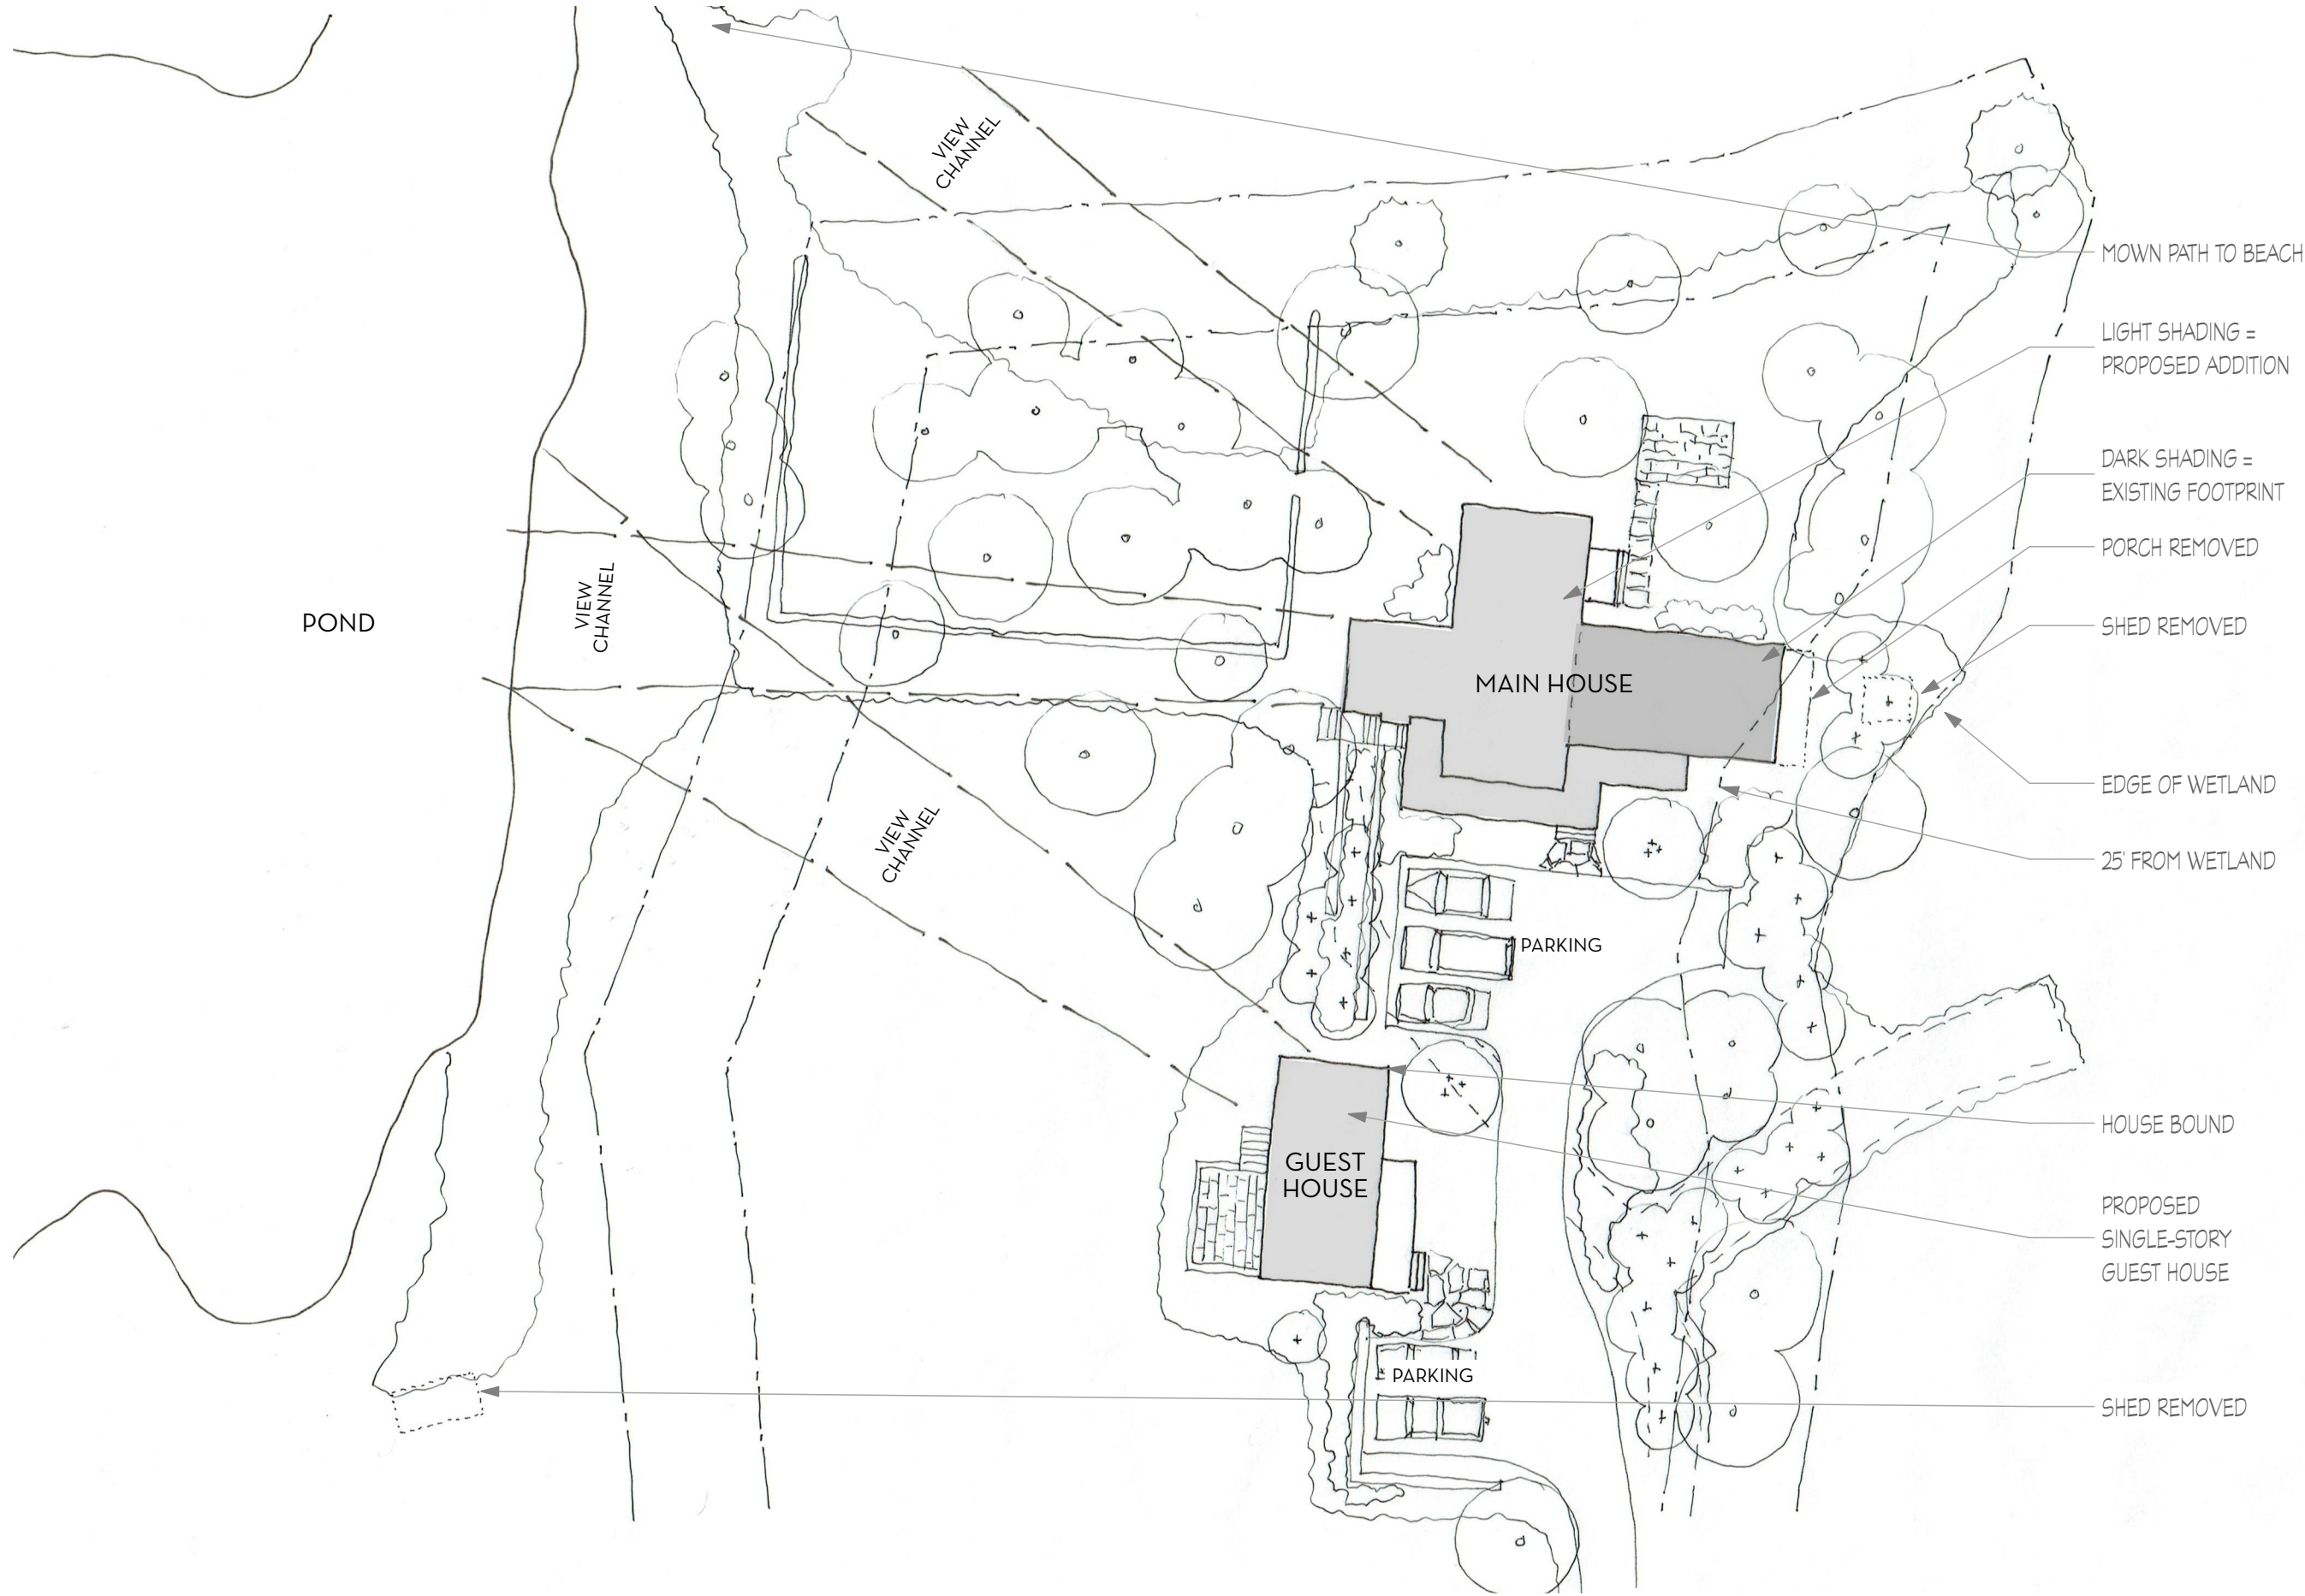 VIEW
CHANNEL
MOWN PATH TO BEACH
LIGHT SHADING =
PROPOSED ADDITION
DARK SHADING =
EXISTING FOOTPRINT
PORCH REMOVED
POND
VIEW
CHANNEL
SHED REMOVED
MAIN HOUSE
EDGE OF WETLAND
VIEW
CHANNEL
25' FROM WETLAND
PARKING
HOUSE BOUND
GUEST
HOUSE
PROPOSED
SINGLE-STORY
GUEST HOUSE
PARKING
SHED REMOVED